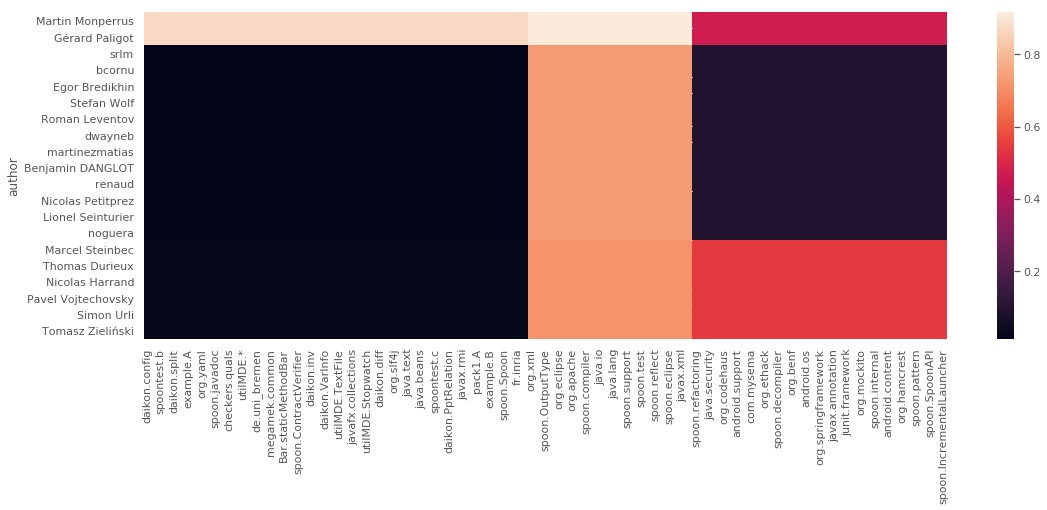 author
Martin Monperrus
Gérard Paligot
srlm
bcornu
Egor Bredikhin
Stefan Wolf
Roman Leventov
dwayneb
martinezmatias
Benjamin DANGLOT
renaud
Nicolas Petitprez
Lionel Seinturier
noguera
Marcel Steinbec
Thomas Durieux
Nicolas Harrand
Pavel Vojtechovsky
Simon Urli
Tomasz Zieliński
daikon.config
spoontest.b
daikon.split
example.A
org.yaml
spoon.javadoc
checkers.quals
utilMDE.*
de.uni_bremen
megamek.common
Bar.staticMethodBar
spoon.ContractVerifier
daikon.inv
daikon.VarInfo
utilMDE.TextFile
javafx.collections
utilMDE.Stopwatch
daikon.diff
org.slf4j
java.text
java.beans
spoontest.c
daikon.PptRelation
javax.rmi
pack1.A
example.B
spoon.Spoon
fr.inria
org.xml
spoon.OutputType
org.eclipse
org.apache
spoon.compiler
java.io
java.lang
spoon.support
spoon.test
spoon.reflect
spoon.eclipse
javax.xml
spoon.refactoring
java.security
org.codehaus
android.support
com.mysema
org.ethack
spoon.decompiler
org.benf
android.os
org.springframework
javax.annotation
junit.framework
org.mockito
spoon.internal
android.content
org.hamcrest
spoon.pattern
spoon.SpoonAPI
spoon.IncrementalLauncher
0.8
0.6
0.4
0.2